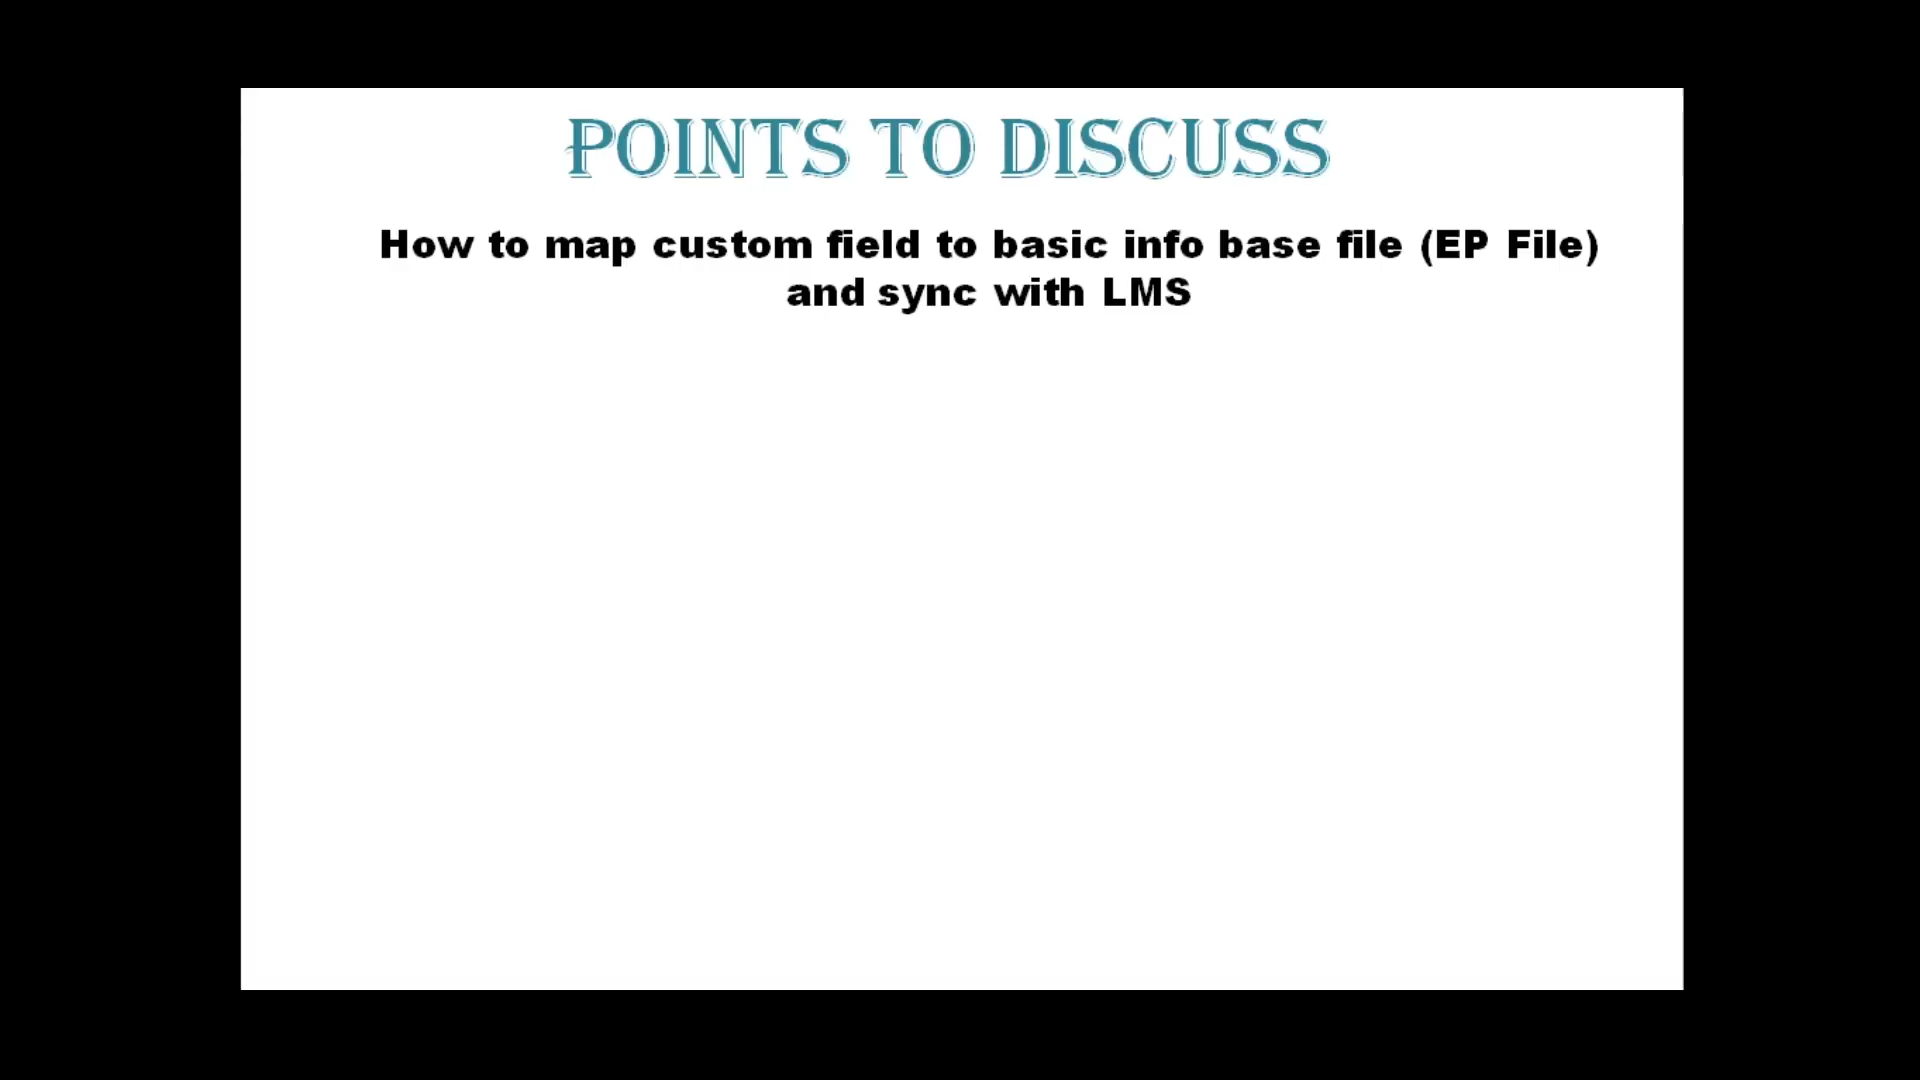 POINTS TO DISCUSS
How to map custom field to basic info base file (EP File)
and sync with LMS